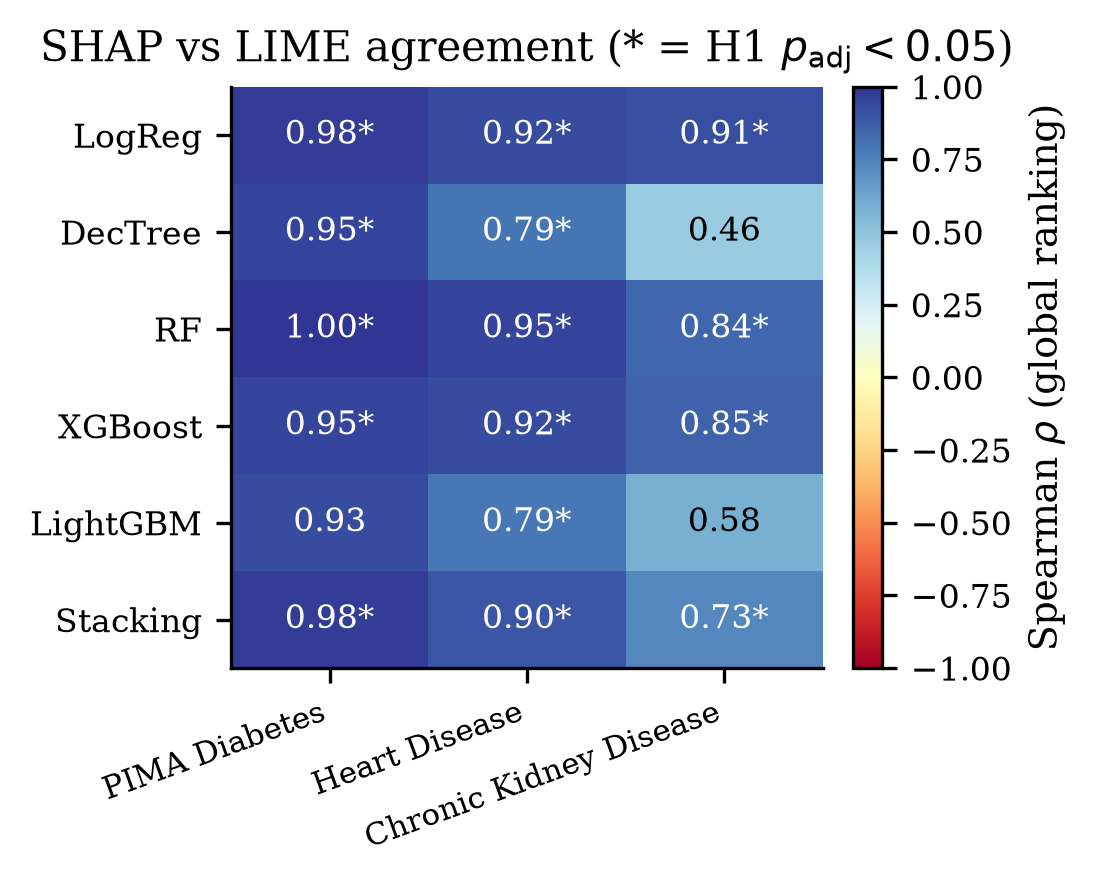 SHAP vs LIME agreement (* = H1 p_adj < 0.05)
LogReg 0.98* 0.92* 0.91*
DecTree 0.95* 0.79* 0.46
RF 1.00* 0.95* 0.84*
XGBoost 0.95* 0.92* 0.85*
LightGBM 0.93 0.79* 0.58
Stacking 0.98* 0.90* 0.73*
PIMA Diabetes
Heart Disease
Chronic Kidney Disease
1.00
0.75
0.50
0.25
0.00
−0.25
−0.50
−0.75
−1.00
Spearman ρ (global ranking)